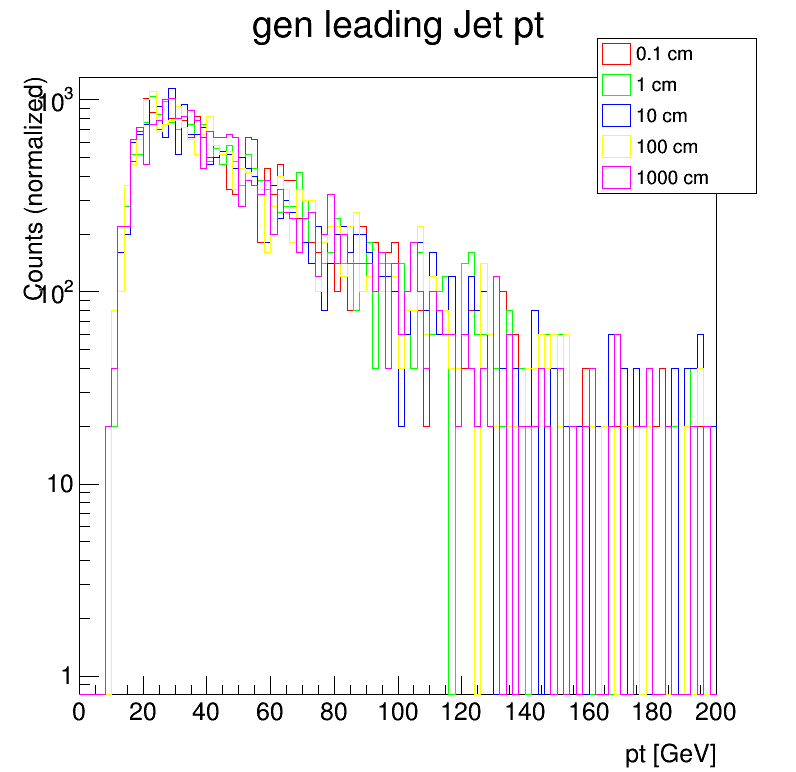 gen leading Jet pt
0.1 cm
1 cm
10 cm
100 cm
1000 cm
Counts (normalized)
10³
10²
10
1
0 20 40 60 80 100 120 140 160 180 200
pt [GeV]